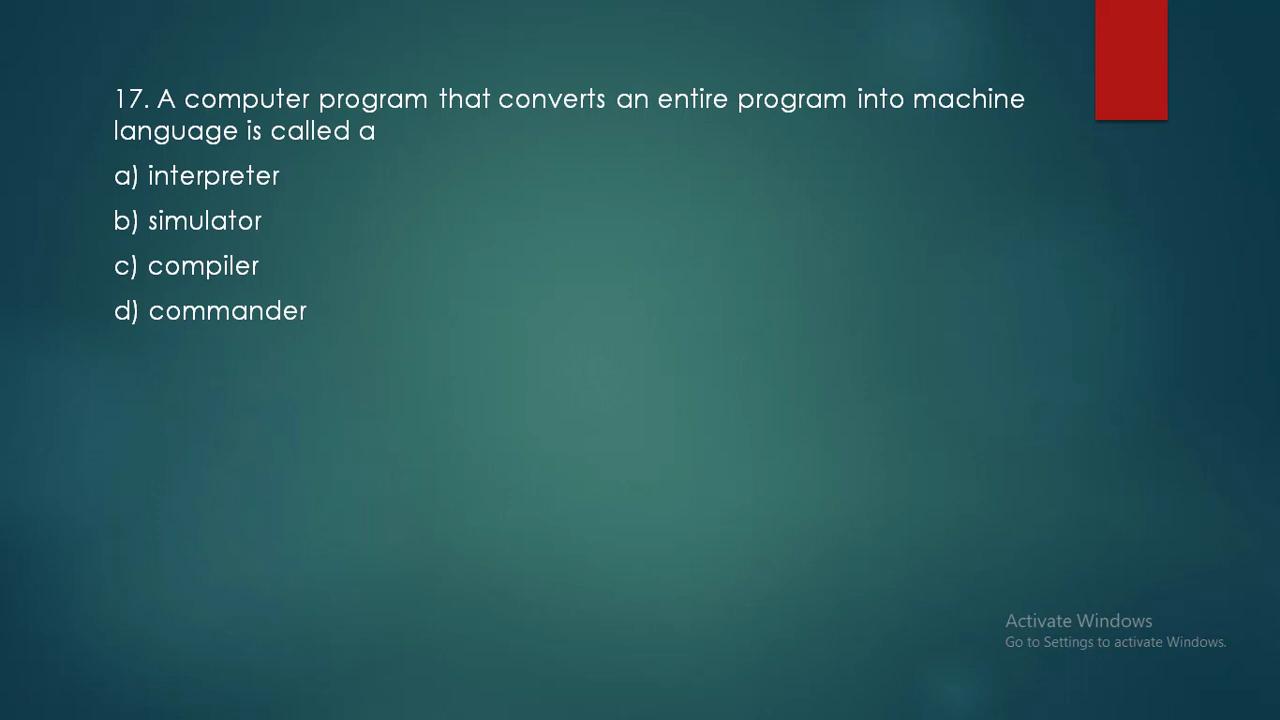 17. A computer program that converts an entire program into machine
language is called a
a) interpreter
b) simulator
c) compiler
d) commander
Activate Windows
Go to Settings to activate Windows.